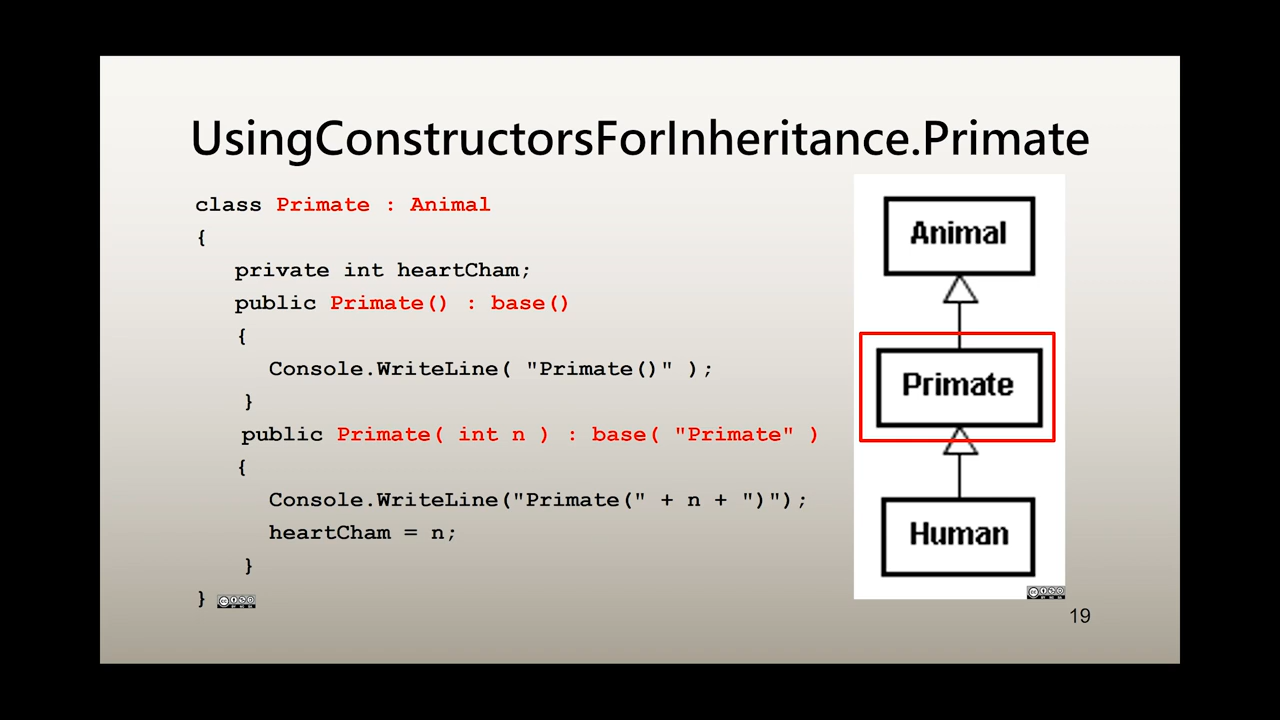 UsingConstructorsForInheritance.Primate
class Primate : Animal
{
private int heartCham;
public Primate() : base()
{
Console.WriteLine( "Primate()" );
}
public Primate( int n ) : base( "Primate" )
{
Console.WriteLine("Primate(" + n + ")");
heartCham = n;
}
}
Animal
Primate
Human
19